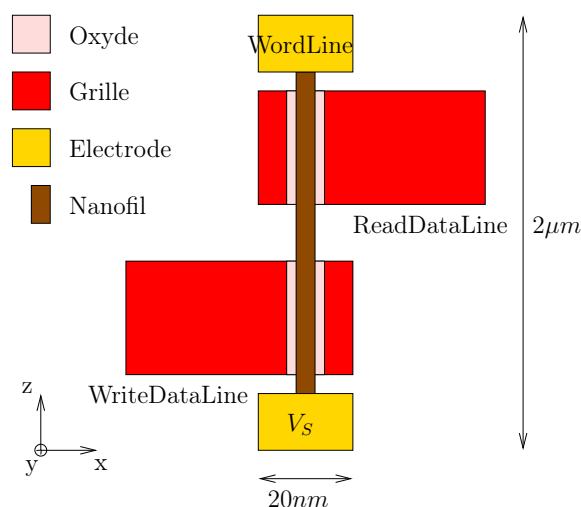 Oxyde
Grille
Electrode
Nanofil
WordLine
ReadDataLine
2μm
WriteDataLine
V_S
20nm
z
y
x